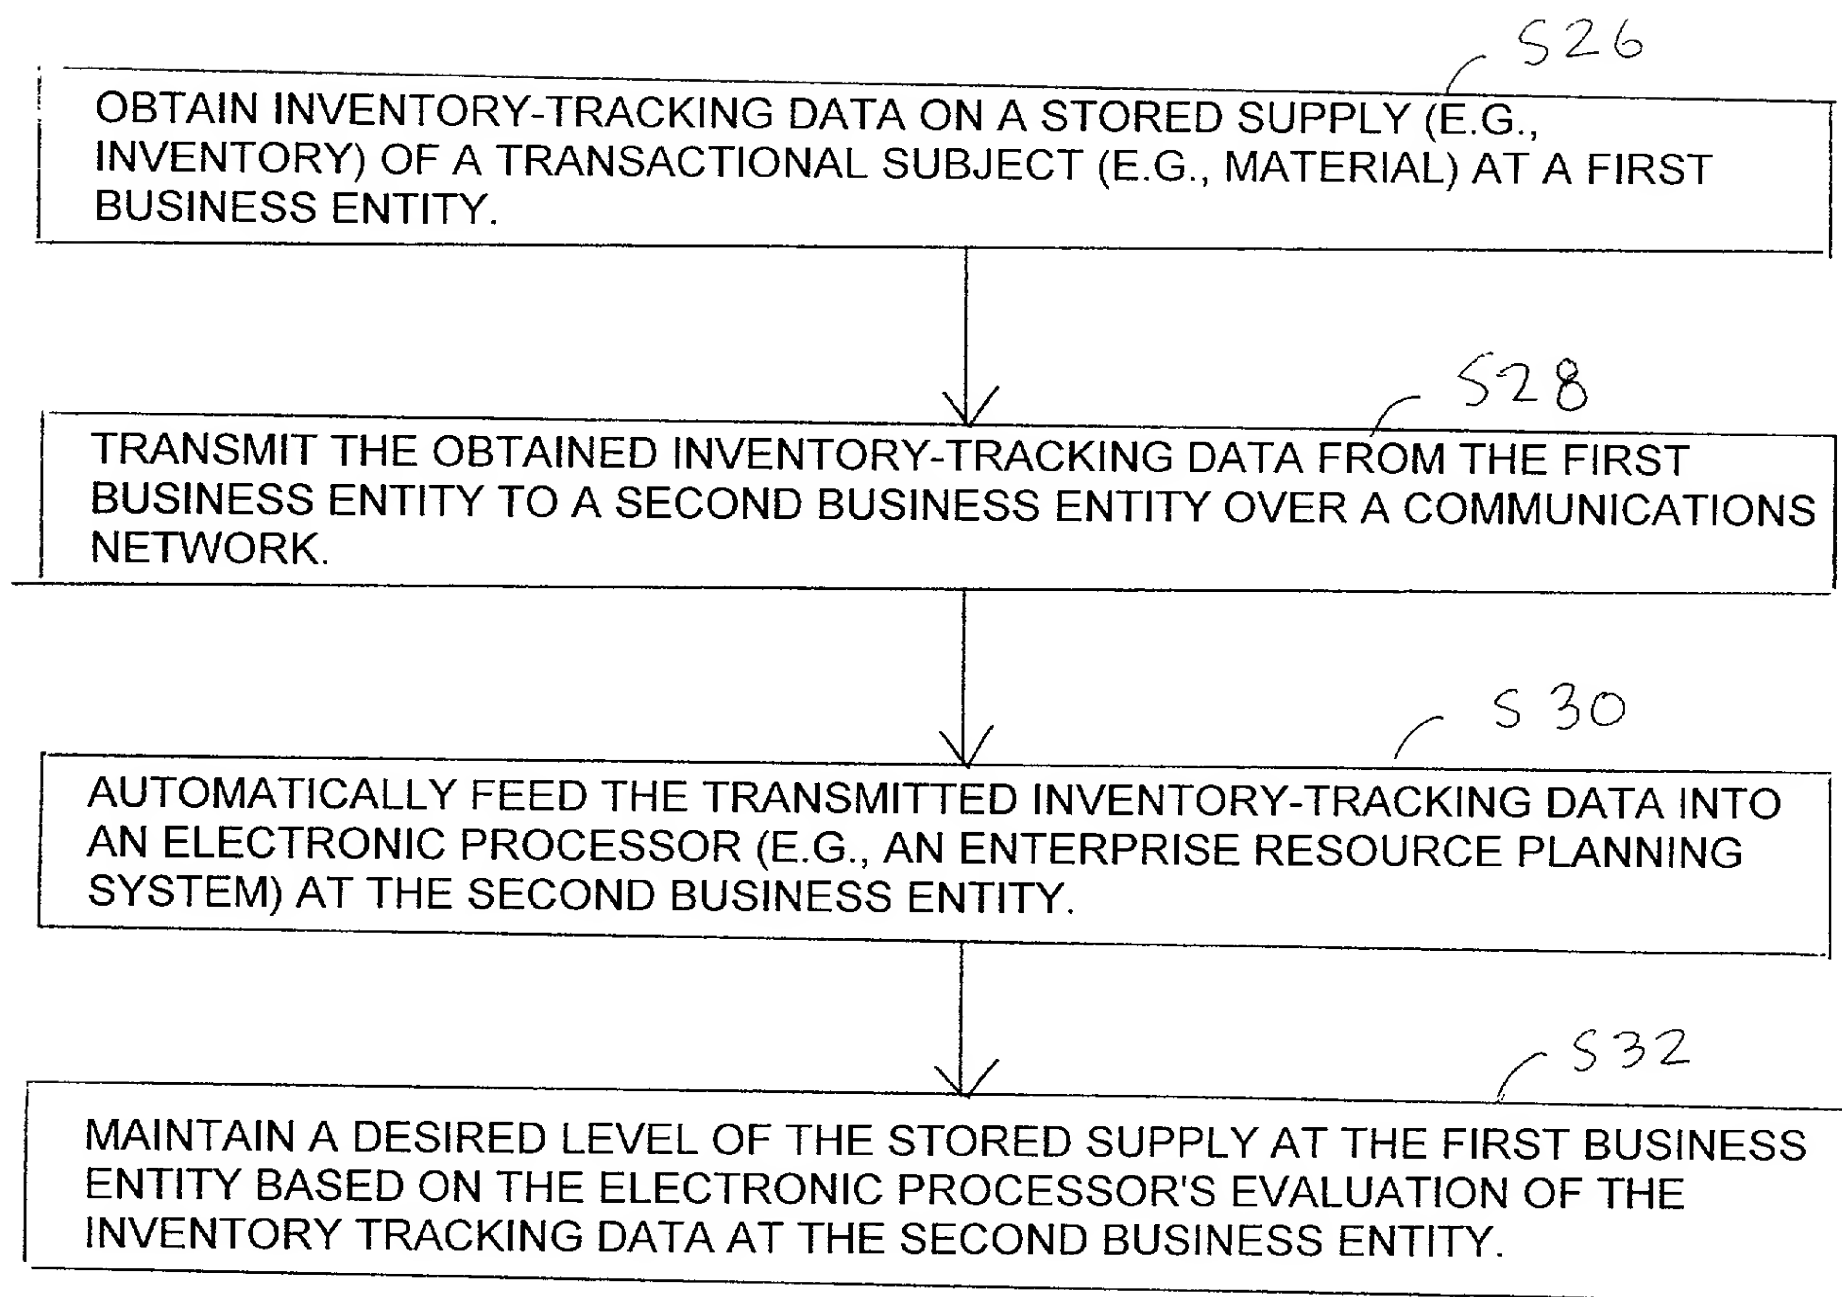 S26
OBTAIN INVENTORY-TRACKING DATA ON A STORED SUPPLY (E.G.,
INVENTORY) OF A TRANSACTIONAL SUBJECT (E.G., MATERIAL) AT A FIRST
BUSINESS ENTITY.
S28
TRANSMIT THE OBTAINED INVENTORY-TRACKING DATA FROM THE FIRST
BUSINESS ENTITY TO A SECOND BUSINESS ENTITY OVER A COMMUNICATIONS
NETWORK.
S30
AUTOMATICALLY FEED THE TRANSMITTED INVENTORY-TRACKING DATA INTO
AN ELECTRONIC PROCESSOR (E.G., AN ENTERPRISE RESOURCE PLANNING
SYSTEM) AT THE SECOND BUSINESS ENTITY.
S32
MAINTAIN A DESIRED LEVEL OF THE STORED SUPPLY AT THE FIRST BUSINESS
ENTITY BASED ON THE ELECTRONIC PROCESSOR'S EVALUATION OF THE
INVENTORY TRACKING DATA AT THE SECOND BUSINESS ENTITY.